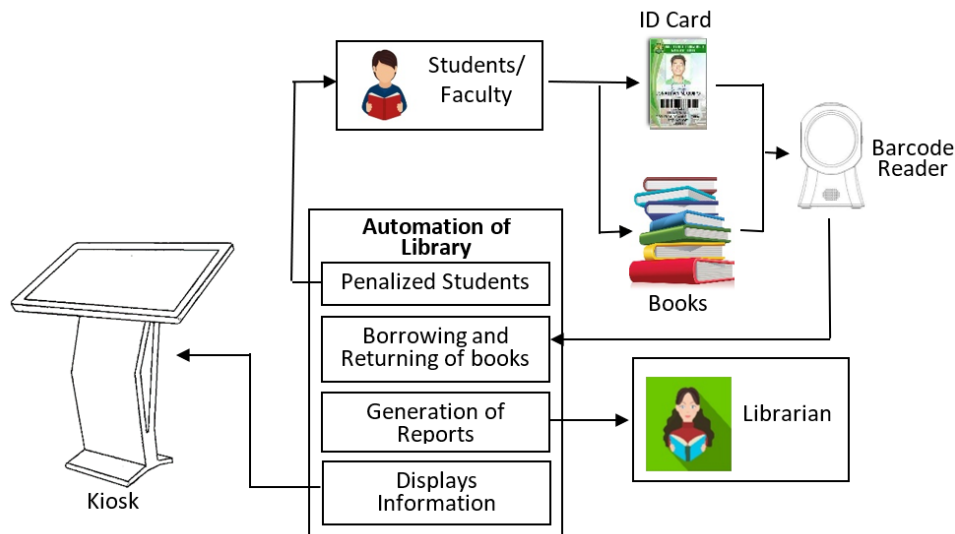 ID Card
Students/
Faculty
Barcode
Reader
Books
Automation of
Library
Penalized Students
Borrowing and
Returning of books
Generation of
Reports
Displays
Information
Librarian
Kiosk